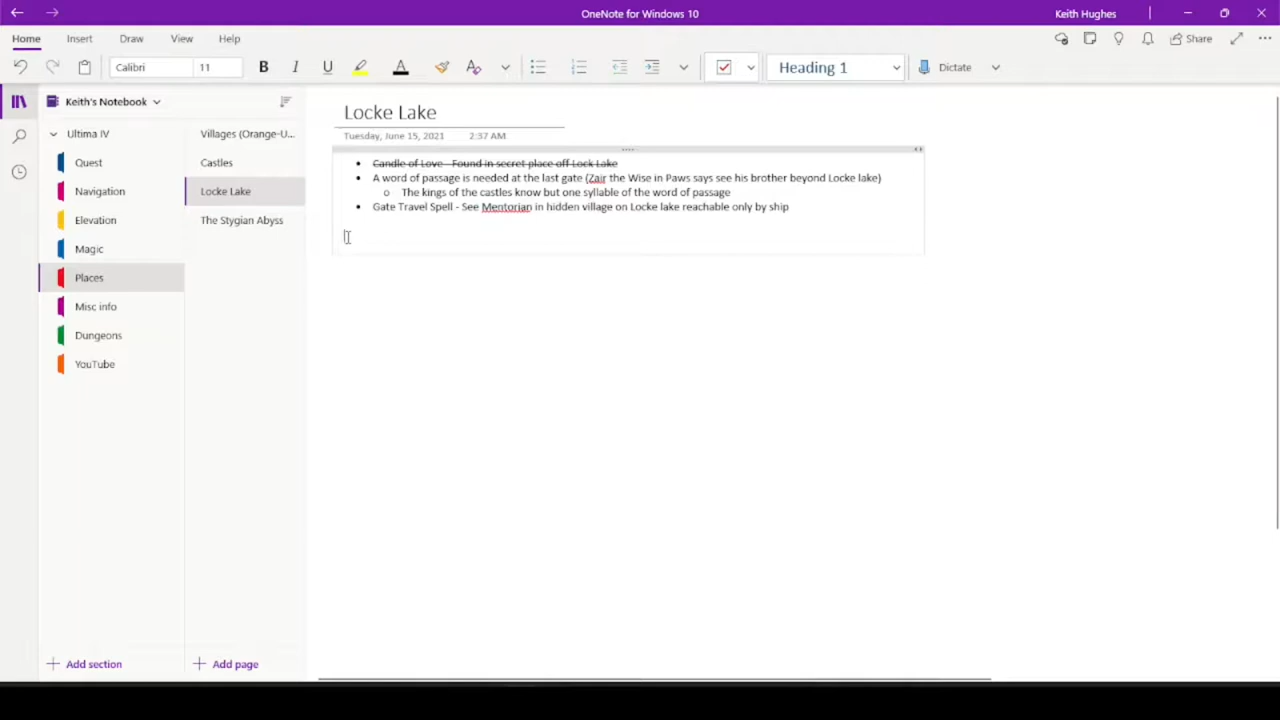 OneNote for Windows 10
Keith Hughes
Home Insert Draw View Help
Share
Calibri 11 B I U A Heading 1 Dictate
Keith's Notebook
Ultima IV
Quest
Navigation
Elevation
Magic
Places
Misc info
Dungeons
YouTube
Add section
Villages (Orange-U...
Castles
Locke Lake
The Stygian Abyss
Add page
Locke Lake
Tuesday, June 15, 2021 2:37 AM
Candle of Love - Found in secret place off Lock Lake
A word of passage is needed at the last gate (Zair the Wise in Paws says see his brother beyond Locke lake)
The kings of the castles know but one syllable of the word of passage
Gate Travel Spell - See Mentorian in hidden village on Locke lake reachable only by ship